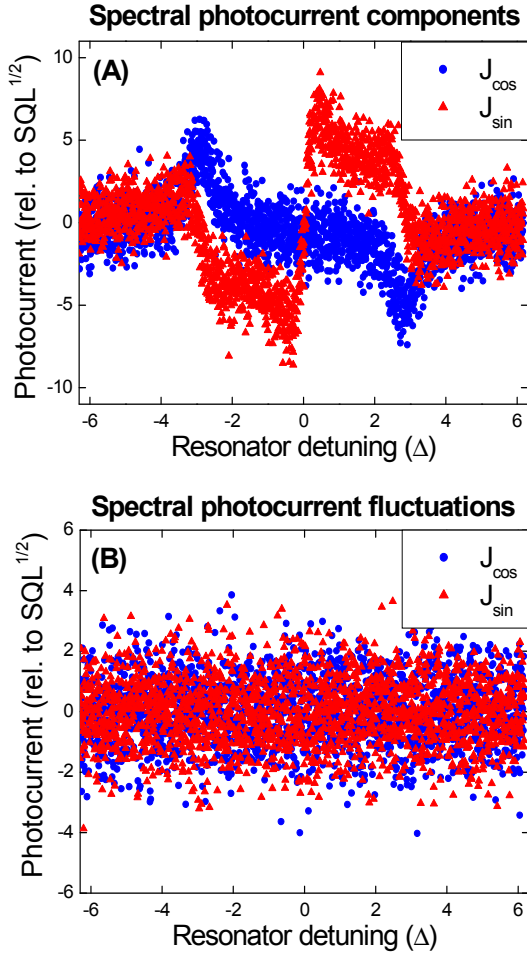 Spectral photocurrent components
(A)
J_cos
J_sin
10
5
0
-5
-10
Photocurrent (rel. to SQL^1/2)
-6 -4 -2 0 2 4 6
Resonator detuning (Δ)
Spectral photocurrent fluctuations
(B)
J_cos
J_sin
6
4
2
0
-2
-4
-6
Photocurrent (rel. to SQL^1/2)
-6 -4 -2 0 2 4 6
Resonator detuning (Δ)